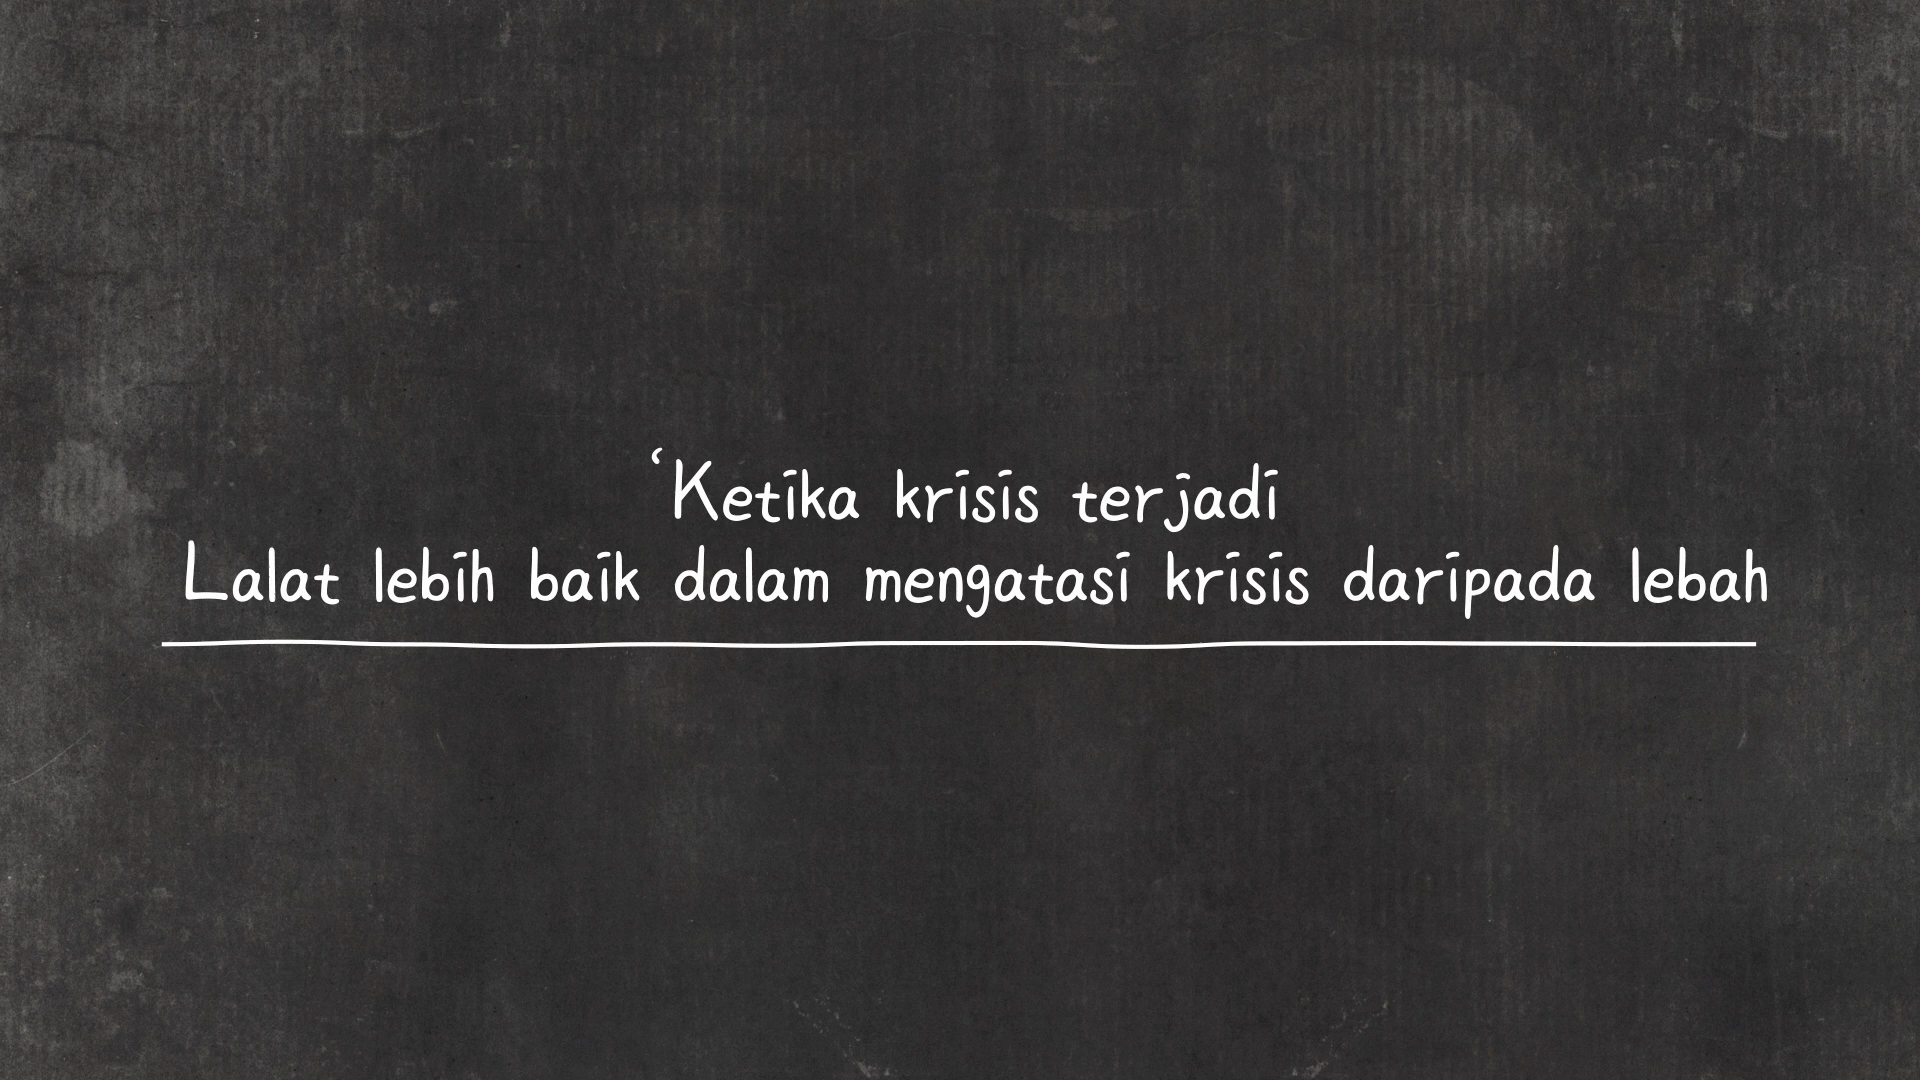 ‘Ketika krisis terjadi
Lalat lebih baik dalam mengatasi krisis daripada lebah